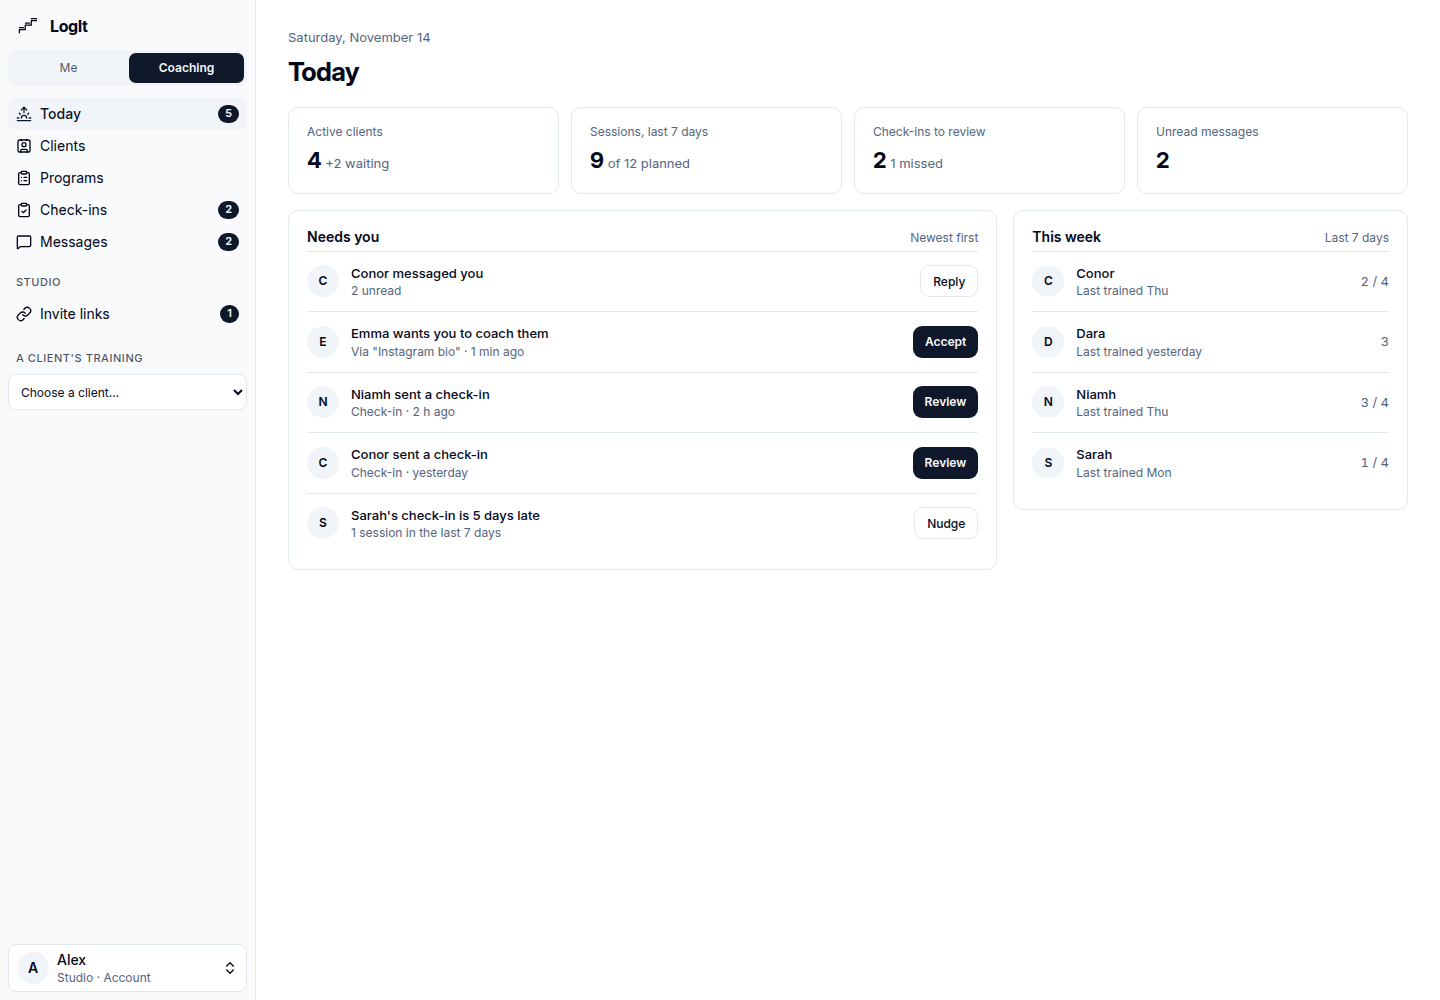 LogIt
Me
Coaching
Today
5
Clients
Programs
Check-ins
2
Messages
2
STUDIO
Invite links
1
A CLIENT'S TRAINING
Choose a client...
Alex
Studio · Account
Saturday, November 14
Today
Active clients
4 +2 waiting
Sessions, last 7 days
9 of 12 planned
Check-ins to review
2 1 missed
Unread messages
2
Needs you
Newest first
C
Conor messaged you
2 unread
Reply
E
Emma wants you to coach them
Via "Instagram bio" · 1 min ago
Accept
N
Niamh sent a check-in
Check-in · 2 h ago
Review
C
Conor sent a check-in
Check-in · yesterday
Review
S
Sarah's check-in is 5 days late
1 session in the last 7 days
Nudge
This week
Last 7 days
C
Conor
Last trained Thu
2 / 4
D
Dara
Last trained yesterday
3
N
Niamh
Last trained Thu
3 / 4
S
Sarah
Last trained Mon
1 / 4
A